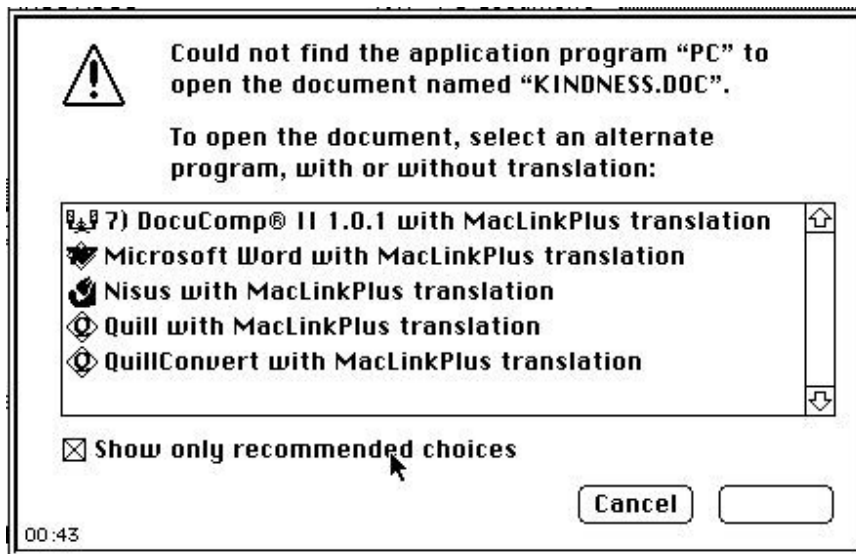 Could not find the application program “PC” to
open the document named “KINDNESS.DOC”.
To open the document, select an alternate
program, with or without translation:
7) DocuComp® II 1.0.1 with MacLinkPlus translation
Microsoft Word with MacLinkPlus translation
Nisus with MacLinkPlus translation
Quill with MacLinkPlus translation
QuillConvert with MacLinkPlus translation
Show only recommended choices
Cancel
00:43